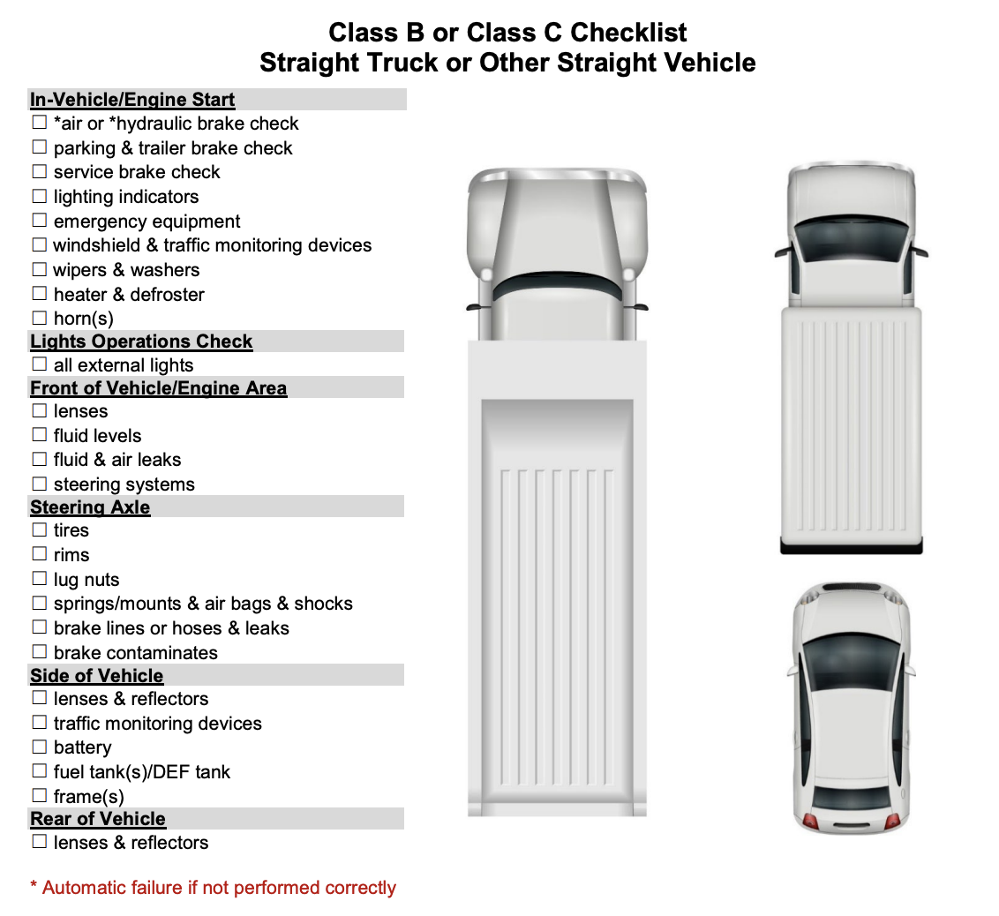 Class B or Class C Checklist
Straight Truck or Other Straight Vehicle
In-Vehicle/Engine Start
☐ *air or *hydraulic brake check
☐ parking & trailer brake check
☐ service brake check
☐ lighting indicators
☐ emergency equipment
☐ windshield & traffic monitoring devices
☐ wipers & washers
☐ heater & defroster
☐ horn(s)
Lights Operations Check
☐ all external lights
Front of Vehicle/Engine Area
☐ lenses
☐ fluid levels
☐ fluid & air leaks
☐ steering systems
Steering Axle
☐ tires
☐ rims
☐ lug nuts
☐ springs/mounts & air bags & shocks
☐ brake lines or hoses & leaks
☐ brake contaminates
Side of Vehicle
☐ lenses & reflectors
☐ traffic monitoring devices
☐ battery
☐ fuel tank(s)/DEF tank
☐ frame(s)
Rear of Vehicle
☐ lenses & reflectors
* Automatic failure if not performed correctly